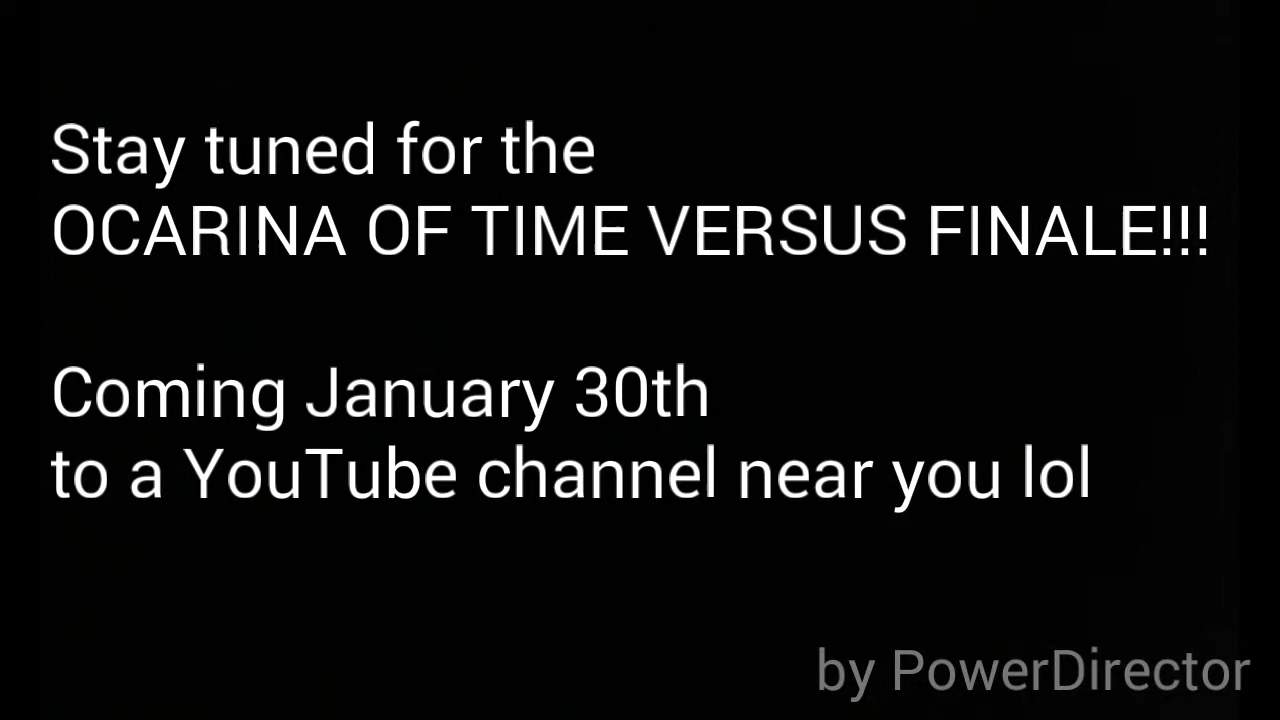 Stay tuned for the
OCARINA OF TIME VERSUS FINALE!!!
Coming January 30th
to a YouTube channel near you lol
by PowerDirector